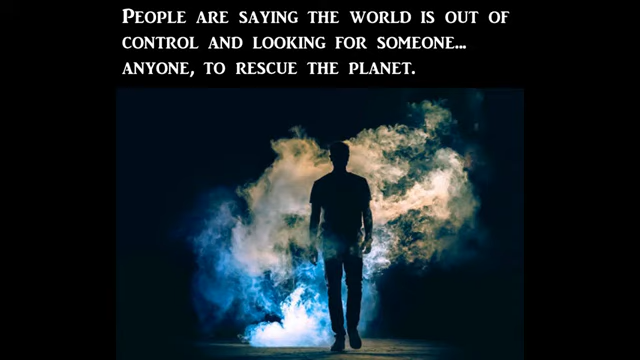 People are saying the world is out of
control and looking for someone...
anyone, to rescue the planet.